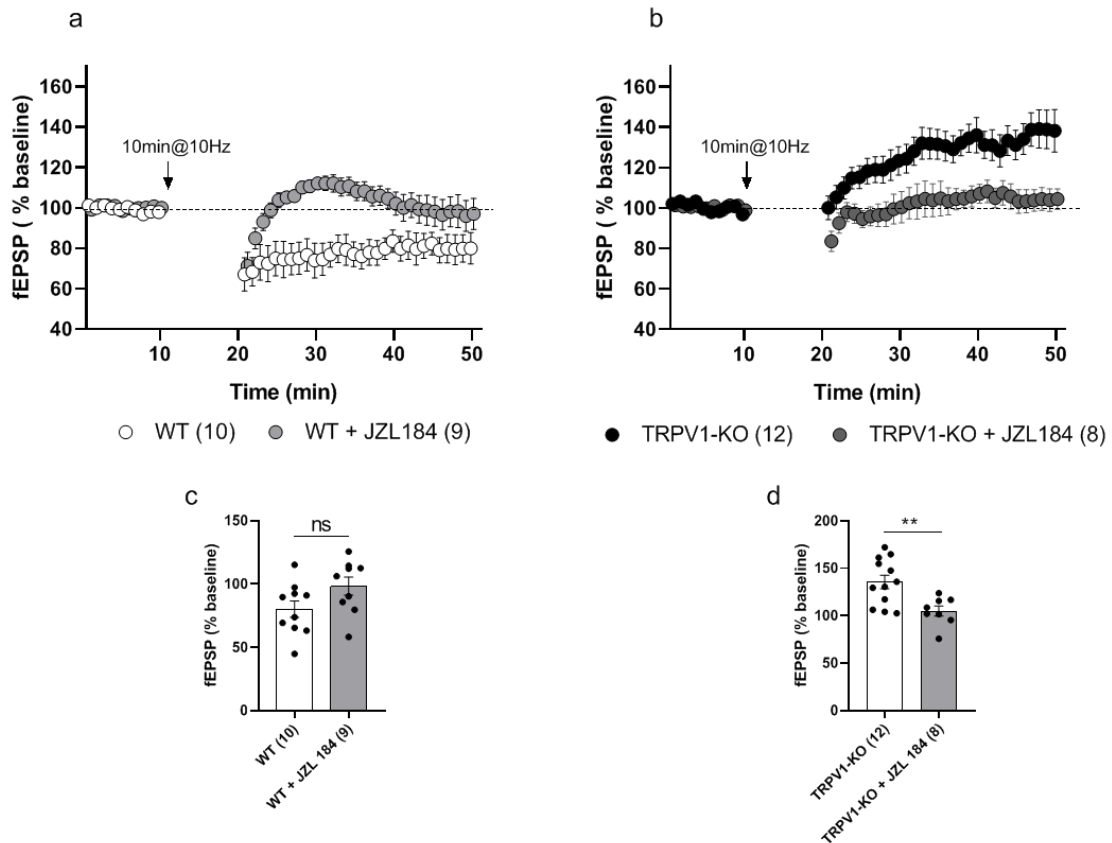 a
fEPSP ( % baseline)
160
140
120
100
80
60
40
10min@10Hz
10
20
30
40
50
Time (min)
WT (10)
WT + JZL184 (9)
b
fEPSP (% baseline)
160
140
120
100
80
60
40
10min@10Hz
10
20
30
40
50
Time (min)
TRPV1-KO (12)
TRPV1-KO + JZL184 (8)
c
fEPSP (% baseline)
150
100
50
0
ns
WT (10)
WT + JZL 184 (9)
d
fEPSP (% baseline)
200
150
100
50
0
**
TRPV1-KO (12)
TRPV1-KO + JZL 184 (8)